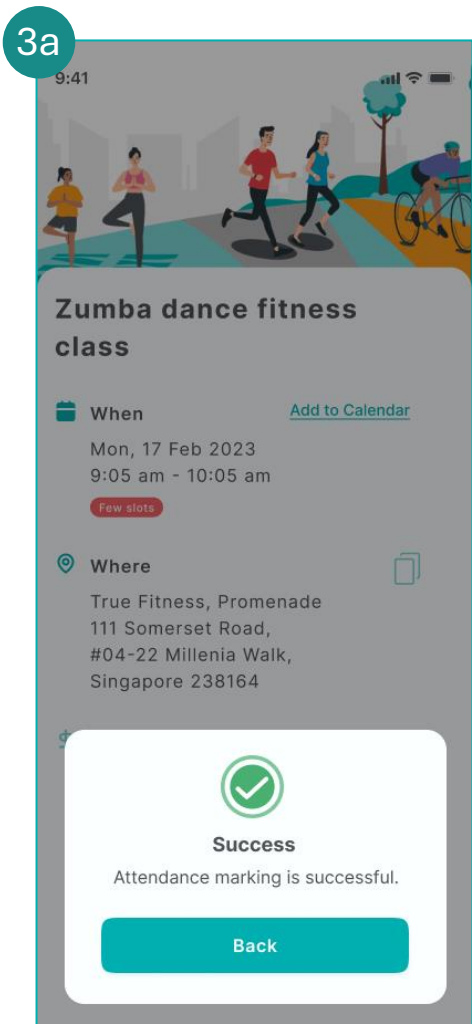 3a
9:41
Zumba dance fitness
class
When
Add to Calendar
Mon, 17 Feb 2023
9:05 am - 10:05 am
Few slots
Where
True Fitness, Promenade
111 Somerset Road,
#04-22 Millenia Walk,
Singapore 238164
Success
Attendance marking is successful.
Back